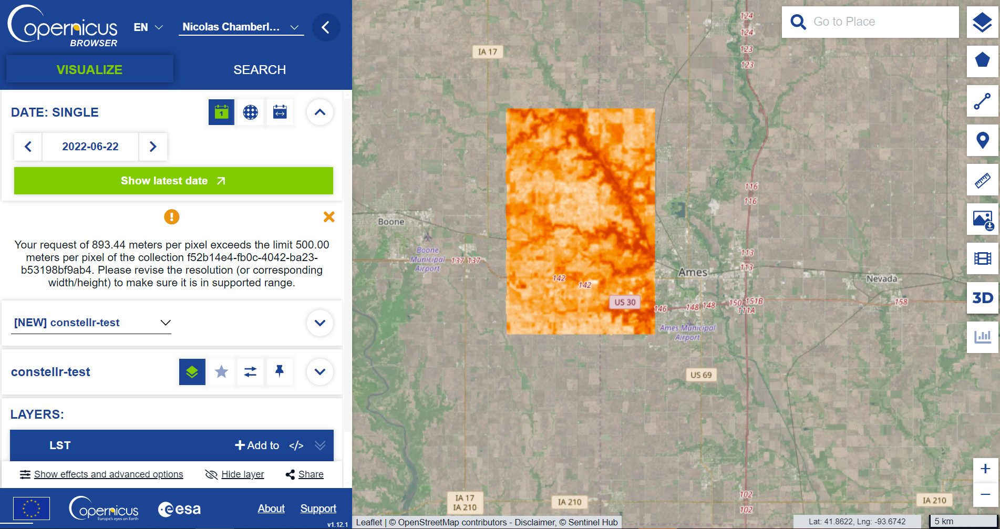 Copernicus
BROWSER
EN
Nicolas Chamberl...
VISUALIZE
SEARCH
DATE: SINGLE
1
2022-06-22
Show latest date
Your request of 893.44 meters per pixel exceeds the limit 500.00
meters per pixel of the collection f52b14e4-fb0c-4042-ba23-
b53198bf9ab4. Please revise the resolution (or corresponding
width/height) to make sure it is in supported range.
[NEW] constellr-test
constellr-test
LAYERS:
LST
Add to </>
Show effects and advanced options
Hide layer
Share
Copernicus
Europe's eyes on Earth
esa
About
Support
v1.12.1
Go to Place
3D
124
124
123
123
IA 17
116
116
Boone
Boone
Municipal
Airport
137 137
113
113
Ames
Nevada
142
142
US 30
146
148 148
150 151B
111A
158
Ames Municipal
Airport
US 69
102
102
IA 17
IA 210
IA 210
IA 210
+
−
Leaflet | © OpenStreetMap contributors - Disclaimer, © Sentinel Hub
Lat: 41.8622, Lng: -93.6742
5 km